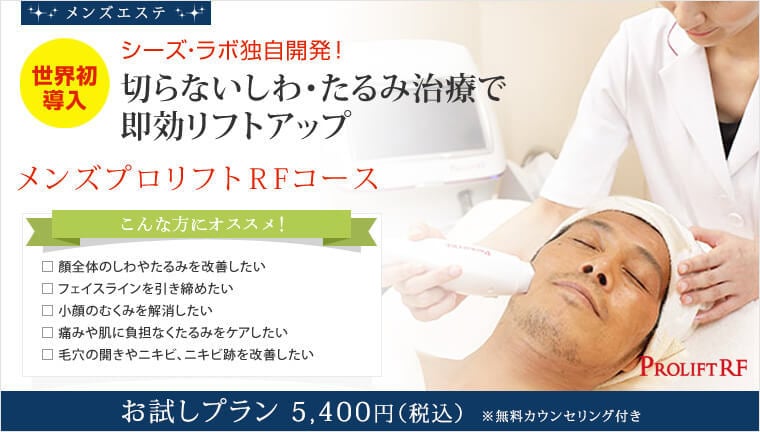 メンズエステ
世界初
導入
シーズ・ラボ独自開発！
切らないしわ・たるみ治療で
即効リフトアップ
メンズプロリフトRFコース
こんな方にオススメ！
□ 顔全体のしわやたるみを改善したい
□ フェイスラインを引き締めたい
□ 小顔のむくみを解消したい
□ 痛みや肌に負担なくたるみをケアしたい
□ 毛穴の開きやニキビ、ニキビ跡を改善したい
PROLIFT RF
お試しプラン 5,400円（税込） ※無料カウンセリング付き